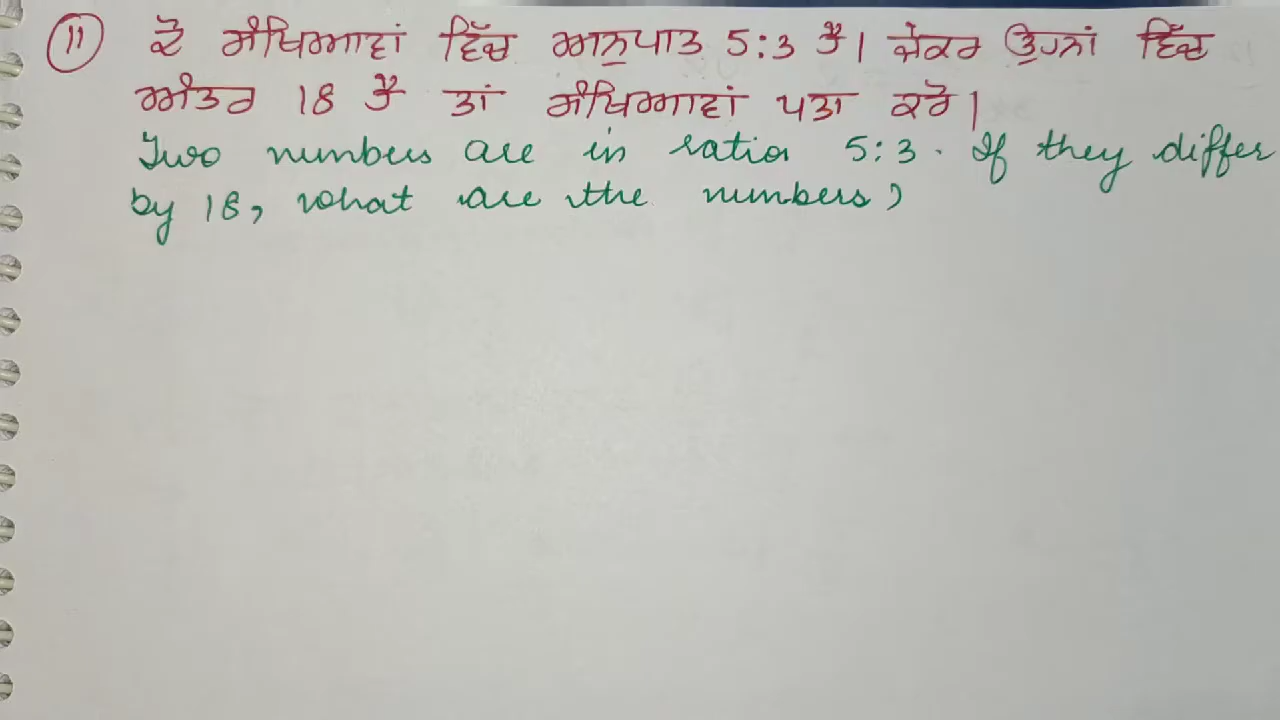 11 ਦੋ ਸੰਖਿਆਵਾਂ ਵਿੱਚ ਅਨੁਪਾਤ 5:3 ਹੈ। ਜੇਕਰ ਉਹਨਾਂ ਵਿੱਚ
ਅੰਤਰ 18 ਹੈ ਤਾਂ ਸੰਖਿਆਵਾਂ ਪਤਾ ਕਰੋ।
Two numbers are in ratio 5:3. If they differ
by 18, what are the numbers?